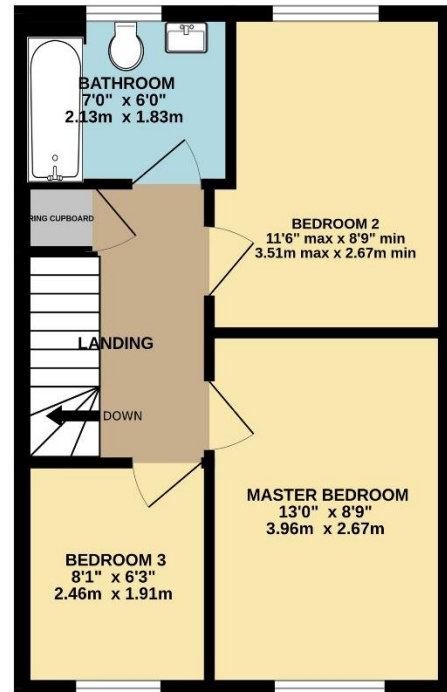 BATHROOM
7'0" x 6'0"
2.13m x 1.83m
RING CUPBOARD
BEDROOM 2
11'6" max x 8'9" min
3.51m max x 2.67m min
LANDING
DOWN
MASTER BEDROOM
13'0" x 8'9"
3.96m x 2.67m
BEDROOM 3
8'1" x 6'3"
2.46m x 1.91m